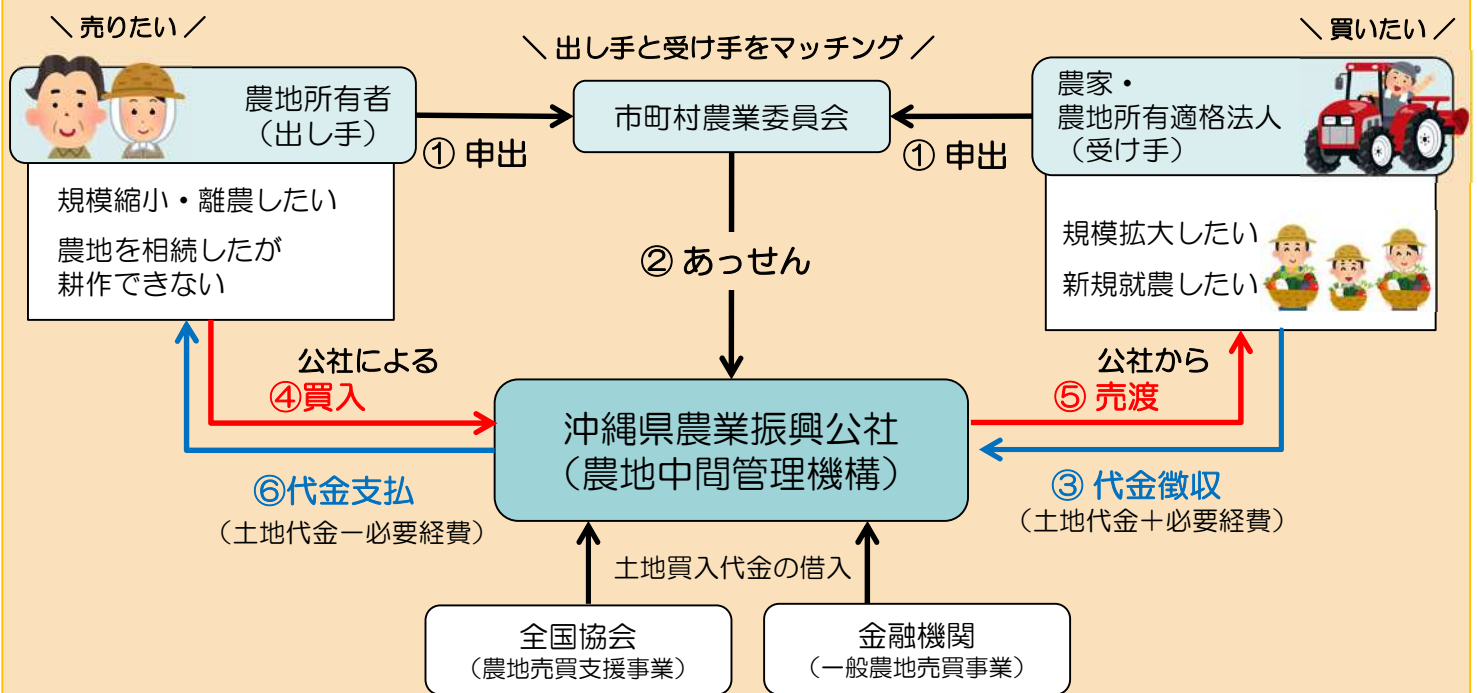 ＼ 売りたい ／
＼ 出し手と受け手をマッチング ／
＼ 買いたい ／
農地所有者
（出し手）
① 申出
市町村農業委員会
① 申出
農家・
農地所有適格法人
（受け手）
規模縮小・離農したい
農地を相続したが
耕作できない
② あっせん
規模拡大したい
新規就農したい
公社による
④買入
公社から
⑤ 売渡
沖縄県農業振興公社
（農地中間管理機構）
⑥代金支払
（土地代金－必要経費）
③ 代金徴収
（土地代金＋必要経費）
土地買入代金の借入
全国協会
（農地売買支援事業）
金融機関
（一般農地売買事業）